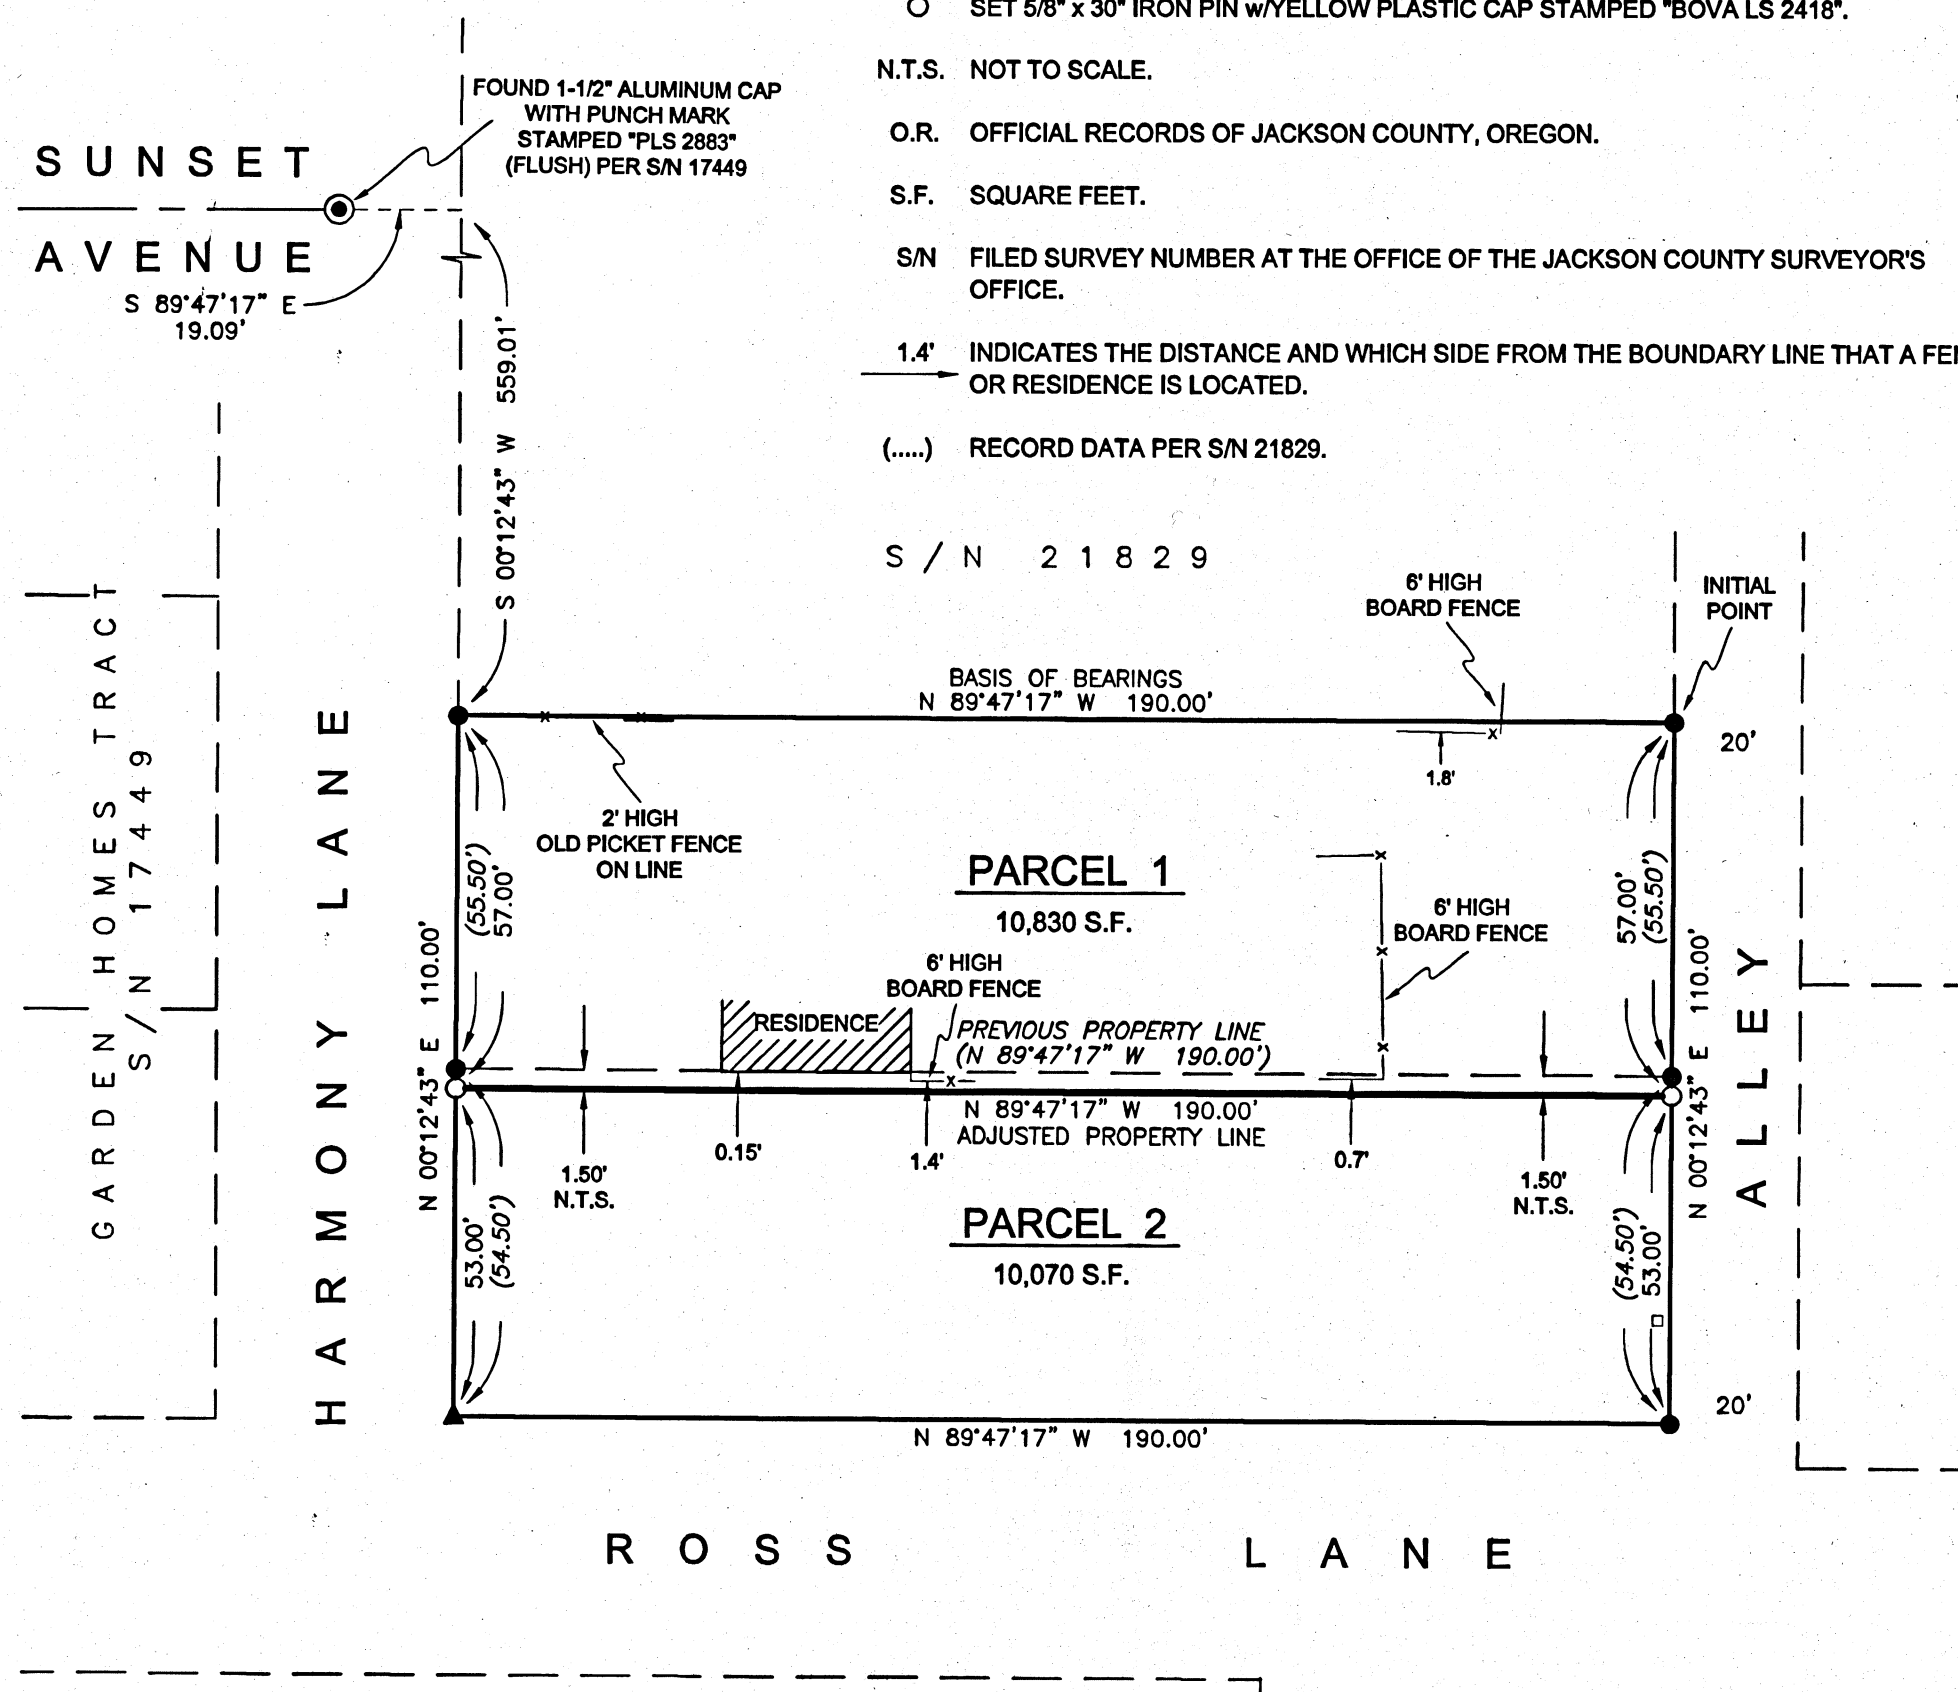 O SET 5/8" x 30" IRON PIN w/YELLOW PLASTIC CAP STAMPED "BOVA LS 2418".
N.T.S. NOT TO SCALE.
O.R. OFFICIAL RECORDS OF JACKSON COUNTY, OREGON.
S.F. SQUARE FEET.
S/N FILED SURVEY NUMBER AT THE OFFICE OF THE JACKSON COUNTY SURVEYOR'S
OFFICE.
1.4' INDICATES THE DISTANCE AND WHICH SIDE FROM THE BOUNDARY LINE THAT A FE
OR RESIDENCE IS LOCATED.
(.....) RECORD DATA PER S/N 21829.
FOUND 1-1/2" ALUMINUM CAP
WITH PUNCH MARK
STAMPED "PLS 2883"
(FLUSH) PER S/N 17449
SUNSET
AVENUE
S 89°47'17" E
19.09'
S 00°12'43" W 559.01'
S/N 21829
6' HIGH
BOARD FENCE
INITIAL
POINT
BASIS OF BEARINGS
N 89°47'17" W 190.00'
20'
1.8'
2' HIGH
OLD PICKET FENCE
ON LINE
GARDEN HOMES TRACT
S/N 17449
HARMONY LANE
(55.50')
57.00'
N 00°12'43" E 110.00'
PARCEL 1
10,830 S.F.
6' HIGH
BOARD FENCE
57.00'
(55.50')
N 00°12'43" E 110.00'
ALLEY
6' HIGH
BOARD FENCE
RESIDENCE
PREVIOUS PROPERTY LINE
(N 89°47'17" W 190.00')
N 89°47'17" W 190.00'
ADJUSTED PROPERTY LINE
1.50'
N.T.S.
0.15'
1.4'
0.7'
1.50'
N.T.S.
53.00'
(54.50')
PARCEL 2
10,070 S.F.
(54.50')
53.00'
20'
N 89°47'17" W 190.00'
ROSS LANE